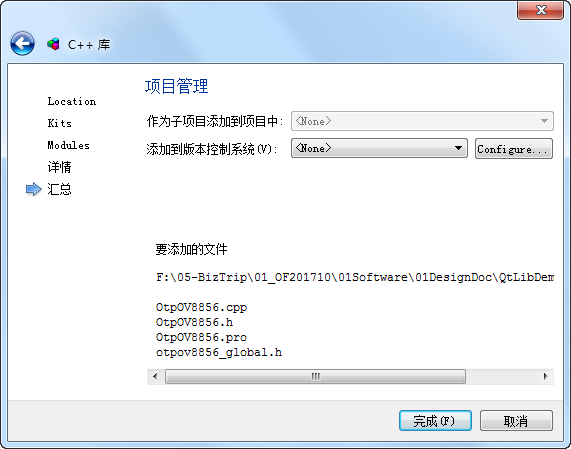 C++ 库
Location
Kits
Modules
详情
汇总
项目管理
作为子项目添加到项目中:
<None>
添加到版本控制系统(V):
<None>
Configure...
要添加的文件
F:\05-BizTrip\01_OF201710\01Software\01DesignDoc\QtLibDem
OtpOV8856.cpp
OtpOV8856.h
OtpOV8856.pro
otpov8856_global.h
完成(F)
取消